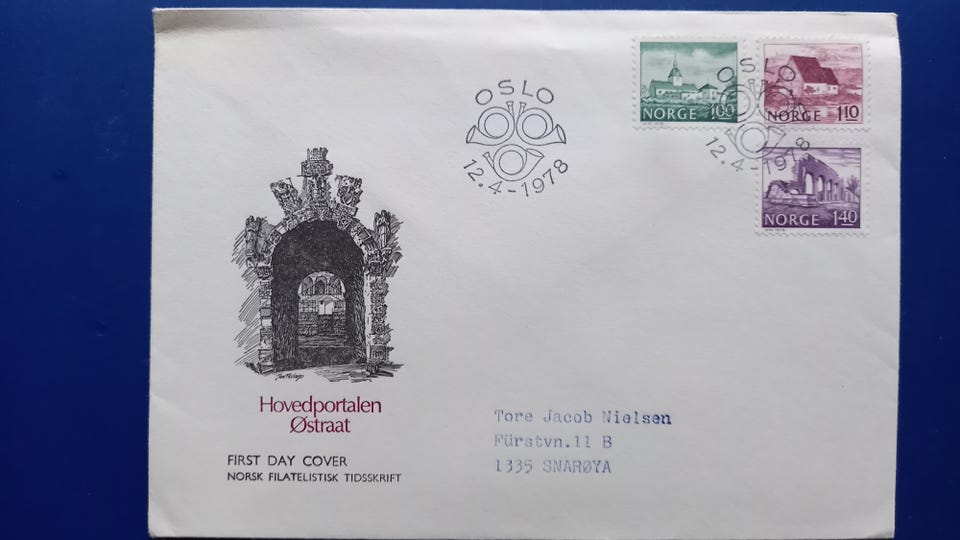 OSLO
12.4-1978
NORGE 1.00
NORGE 1.10
OSLO
12.4-1978
NORGE 1.40
Hovedportalen
Østraat
FIRST DAY COVER
NORSK FILATELISTISK TIDSSKRIFT
Tore Jacob Nielsen
Fürstvn.11 B
1335 SNARØYA